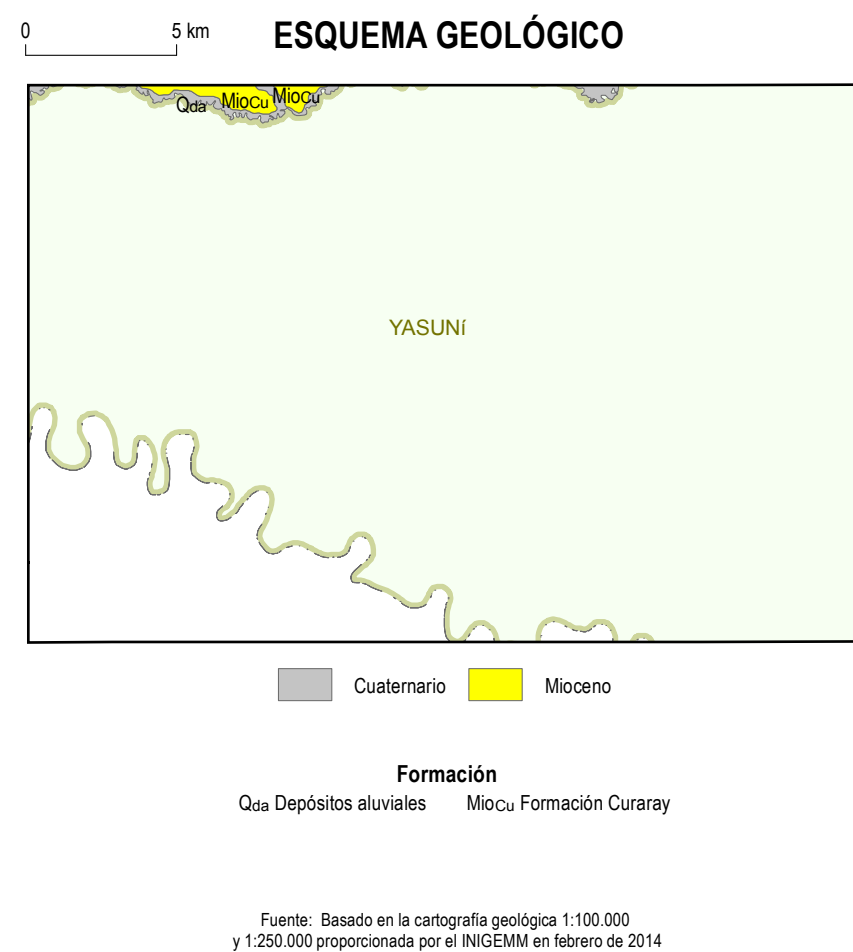 0 5 km
ESQUEMA GEOLÓGICO
Qda MioCu MioCu
YASUNí
Cuaternario Mioceno
Formación
Qda Depósitos aluviales MioCu Formación Curaray
Fuente: Basado en la cartografía geológica 1:100.000
y 1:250.000 proporcionada por el INIGEMM en febrero de 2014